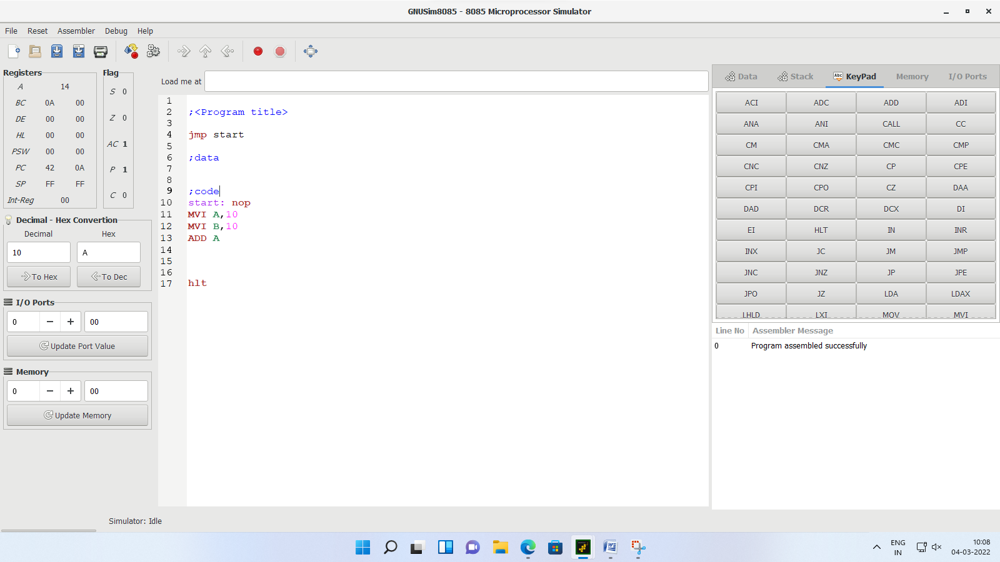 GNUSim8085 - 8085 Microprocessor Simulator
File Reset Assembler Debug Help
Registers
A 14
BC 0A 00
DE 00 00
HL 00 00
PSW 00 00
PC 42 0A
SP FF FF
Int-Reg 00
Flag
S 0
Z 0
AC 1
P 1
C 0
Decimal - Hex Convertion
Decimal Hex
10 A
To Hex To Dec
I/O Ports
0 − + 00
Update Port Value
Memory
0 − + 00
Update Memory
Load me at
1
2 ;<Program title>
3
4 jmp start
5
6 ;data
7
8
9 ;code
10 start: nop
11 MVI A,10
12 MVI B,10
13 ADD A
14
15
16
17 hlt
Data Stack Abc KeyPad Memory I/O Ports
ACI ADC ADD ADI
ANA ANI CALL CC
CM CMA CMC CMP
CNC CNZ CP CPE
CPI CPO CZ DAA
DAD DCR DCX DI
EI HLT IN INR
INX JC JM JMP
JNC JNZ JP JPE
JPO JZ LDA LDAX
LHLD LXI MOV MVI
Line No Assembler Message
0 Program assembled successfully
Simulator: Idle
ENG
IN
10:08
04-03-2022